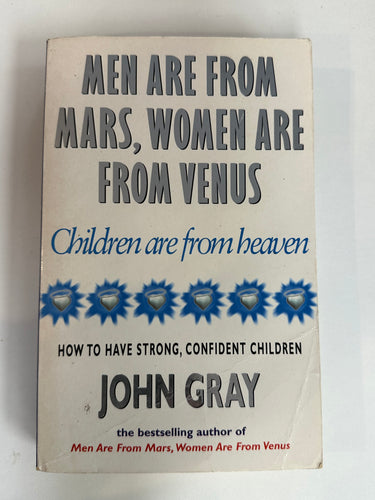 MEN ARE FROM
MARS, WOMEN ARE
FROM VENUS
Children are from heaven
HOW TO HAVE STRONG, CONFIDENT CHILDREN
JOHN GRAY
the bestselling author of
Men Are From Mars, Women Are From Venus